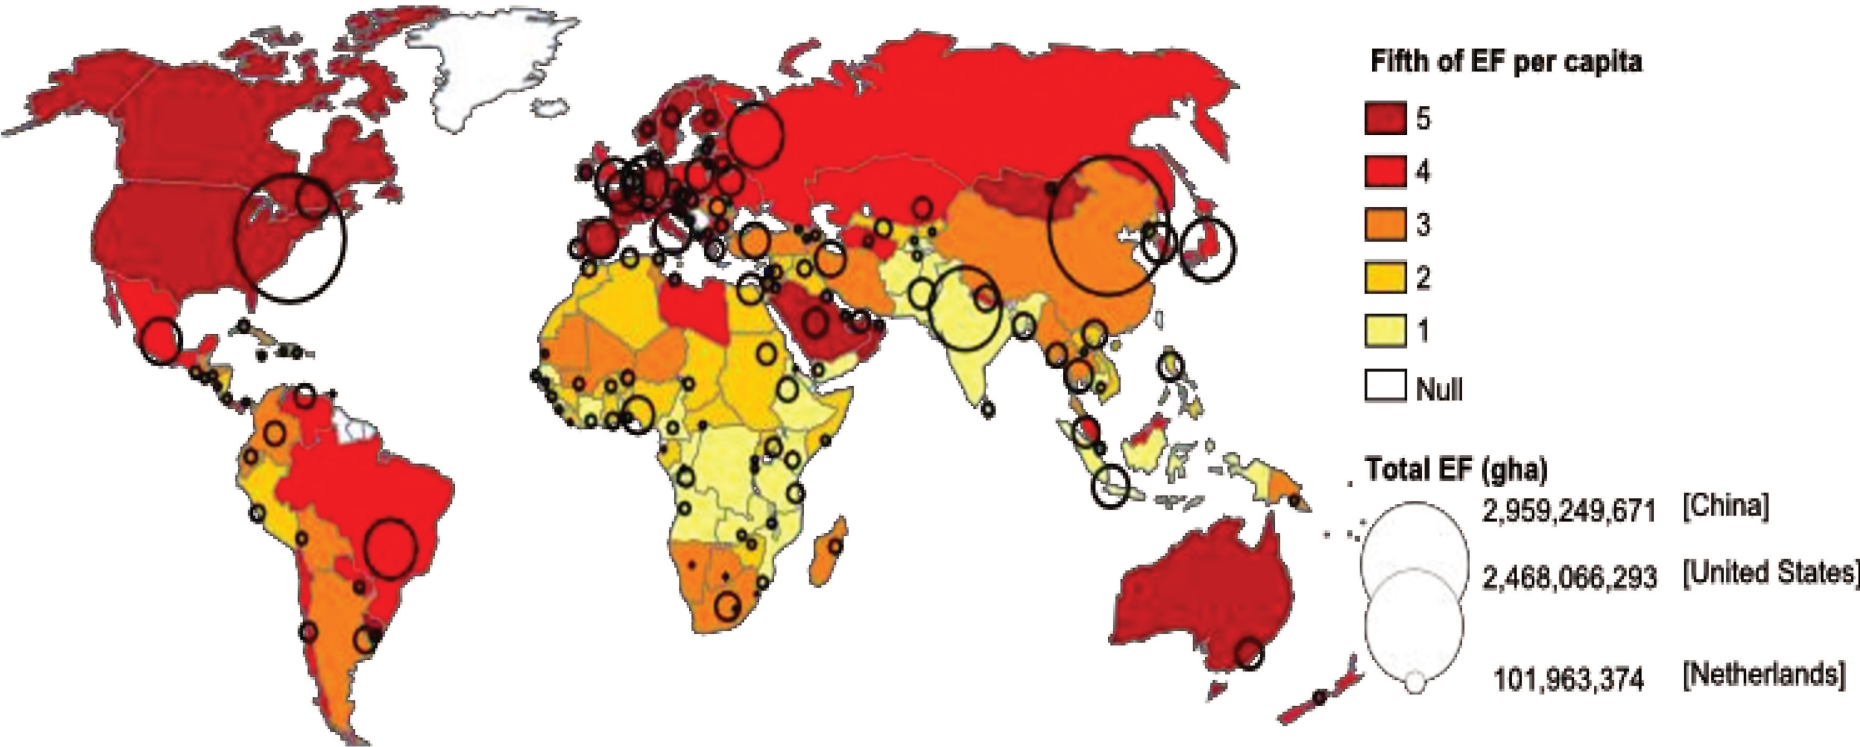 Fifth of EF per capita
5
4
3
2
1
Null
Total EF (gha)
2,959,249,671 [China]
2,468,066,293 [United States]
101,963,374 [Netherlands]